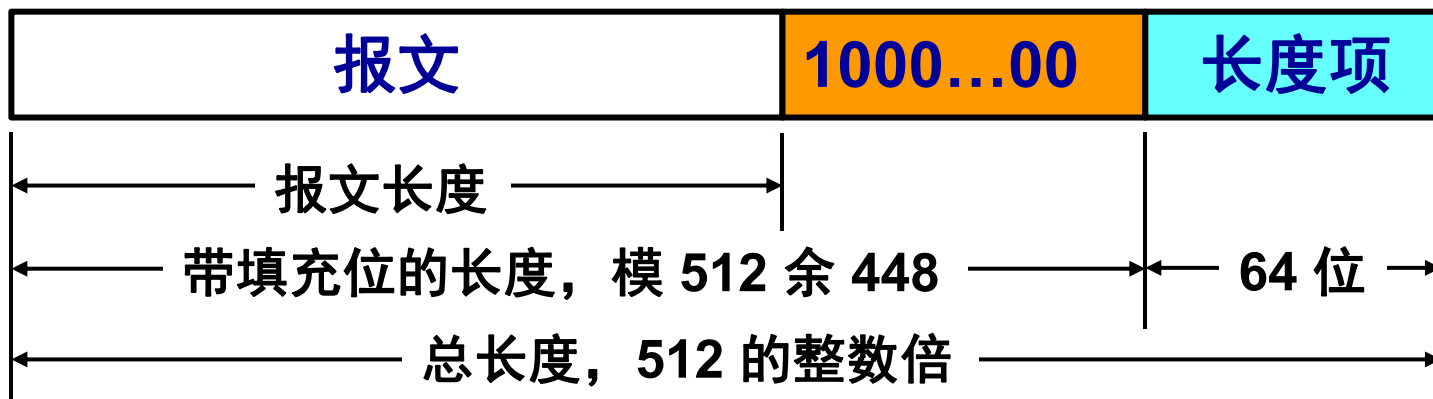 报文 1000…00 长度项
报文长度
带填充位的长度，模 512 余 448 64 位
总长度，512 的整数倍